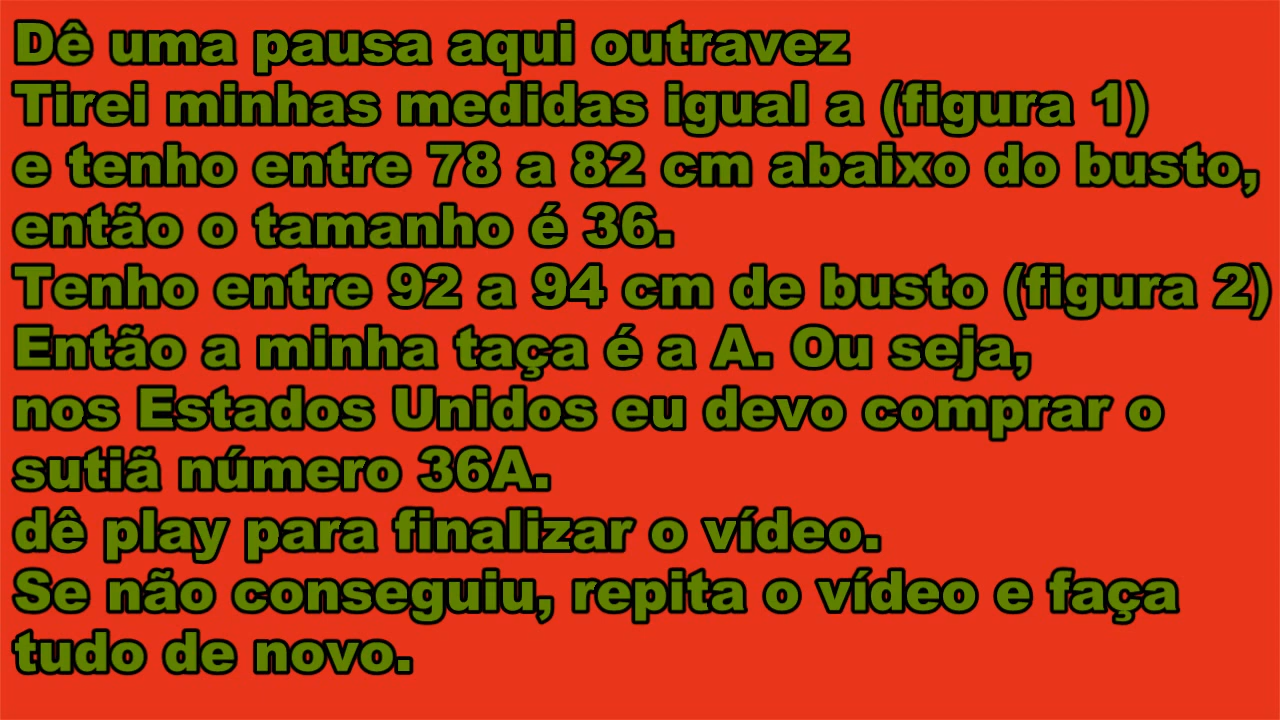 Dê uma pausa aqui outravez
Tirei minhas medidas igual a (figura 1)
e tenho entre 78 a 82 cm abaixo do busto,
então o tamanho é 36.
Tenho entre 92 a 94 cm de busto (figura 2)
Então a minha taça é a A. Ou seja,
nos Estados Unidos eu devo comprar o
sutiã número 36A.
dê play para finalizar o vídeo.
Se não conseguiu, repita o vídeo e faça
tudo de novo.